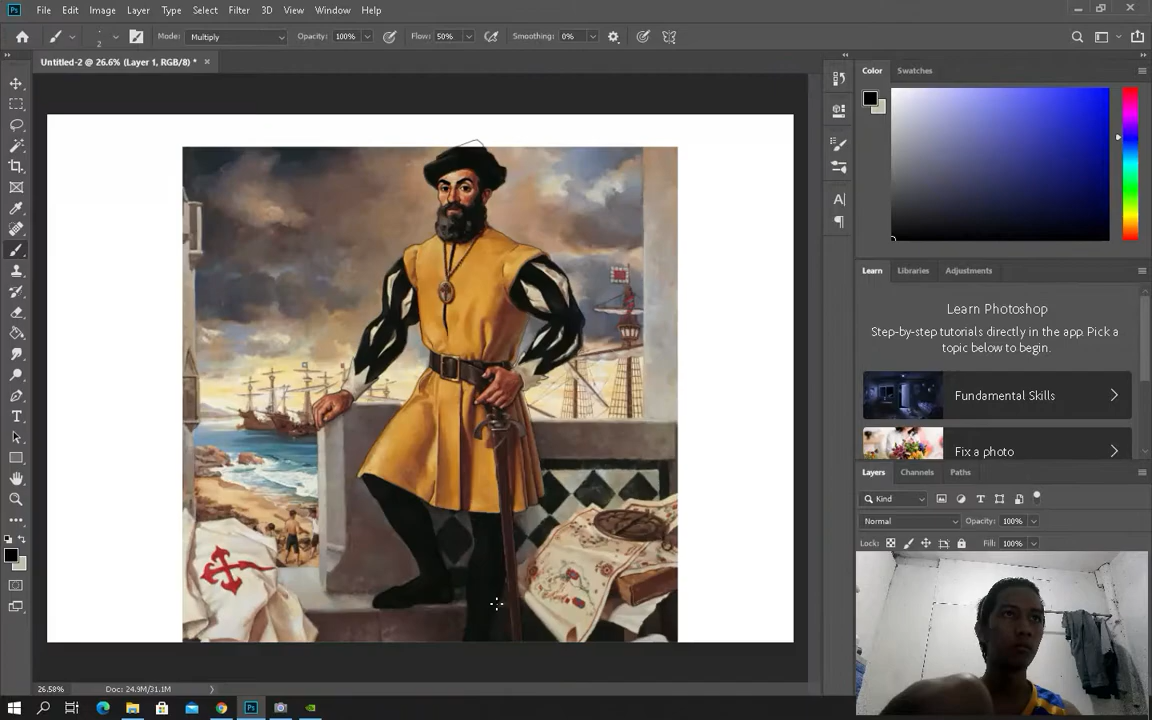 Ps File Edit Image Layer Type Select Filter 3D View Window Help
2 Mode: Multiply Opacity: 100% Flow: 50% Smoothing: 0%
Untitled-2 @ 26.6% (Layer 1, RGB/8) * ×
Color Swatches
Learn Libraries Adjustments
Learn Photoshop
Step-by-step tutorials directly in the app. Pick a
topic below to begin.
Fundamental Skills
Fix a photo
Layers Channels Paths
Kind
Normal Opacity: 100%
Lock: Fill: 100%
26.58% Doc: 24.9M/31.1M
Ps